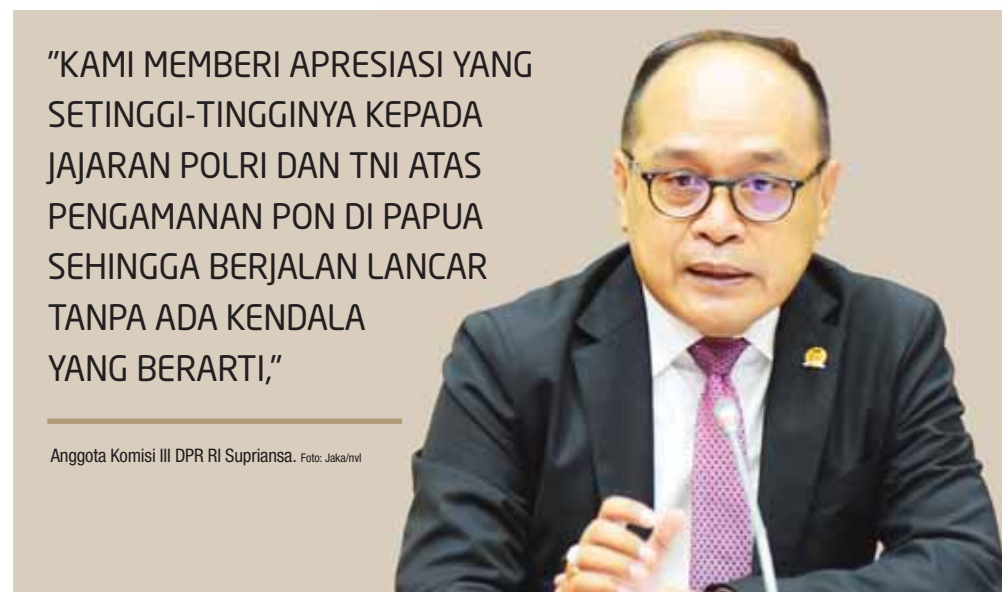 "KAMI MEMBERI APRESIASI YANG
SETINGGI-TINGGINYA KEPADA
JAJARAN POLRI DAN TNI ATAS
PENGAMANAN PON DI PAPUA
SEHINGGA BERJALAN LANCAR
TANPA ADA KENDALA
YANG BERARTI,"
Anggota Komisi III DPR RI Supriansa. Foto: Jaka/nvl